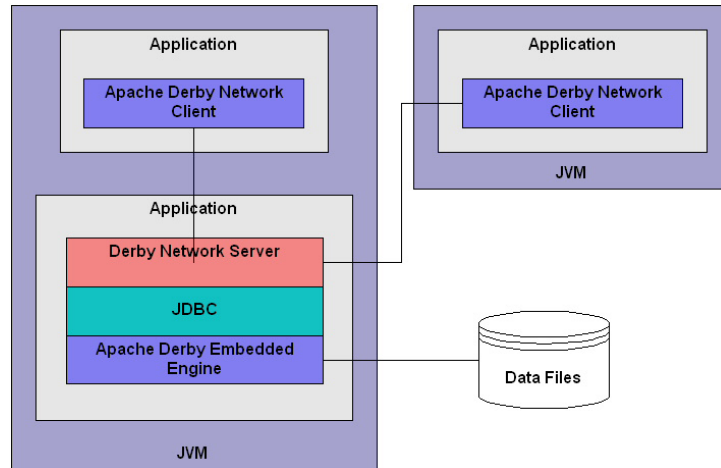 Application
Apache Derby Network
Client
Application
Derby Network Server
JDBC
Apache Derby Embedded
Engine
JVM
Application
Apache Derby Network
Client
JVM
Data Files